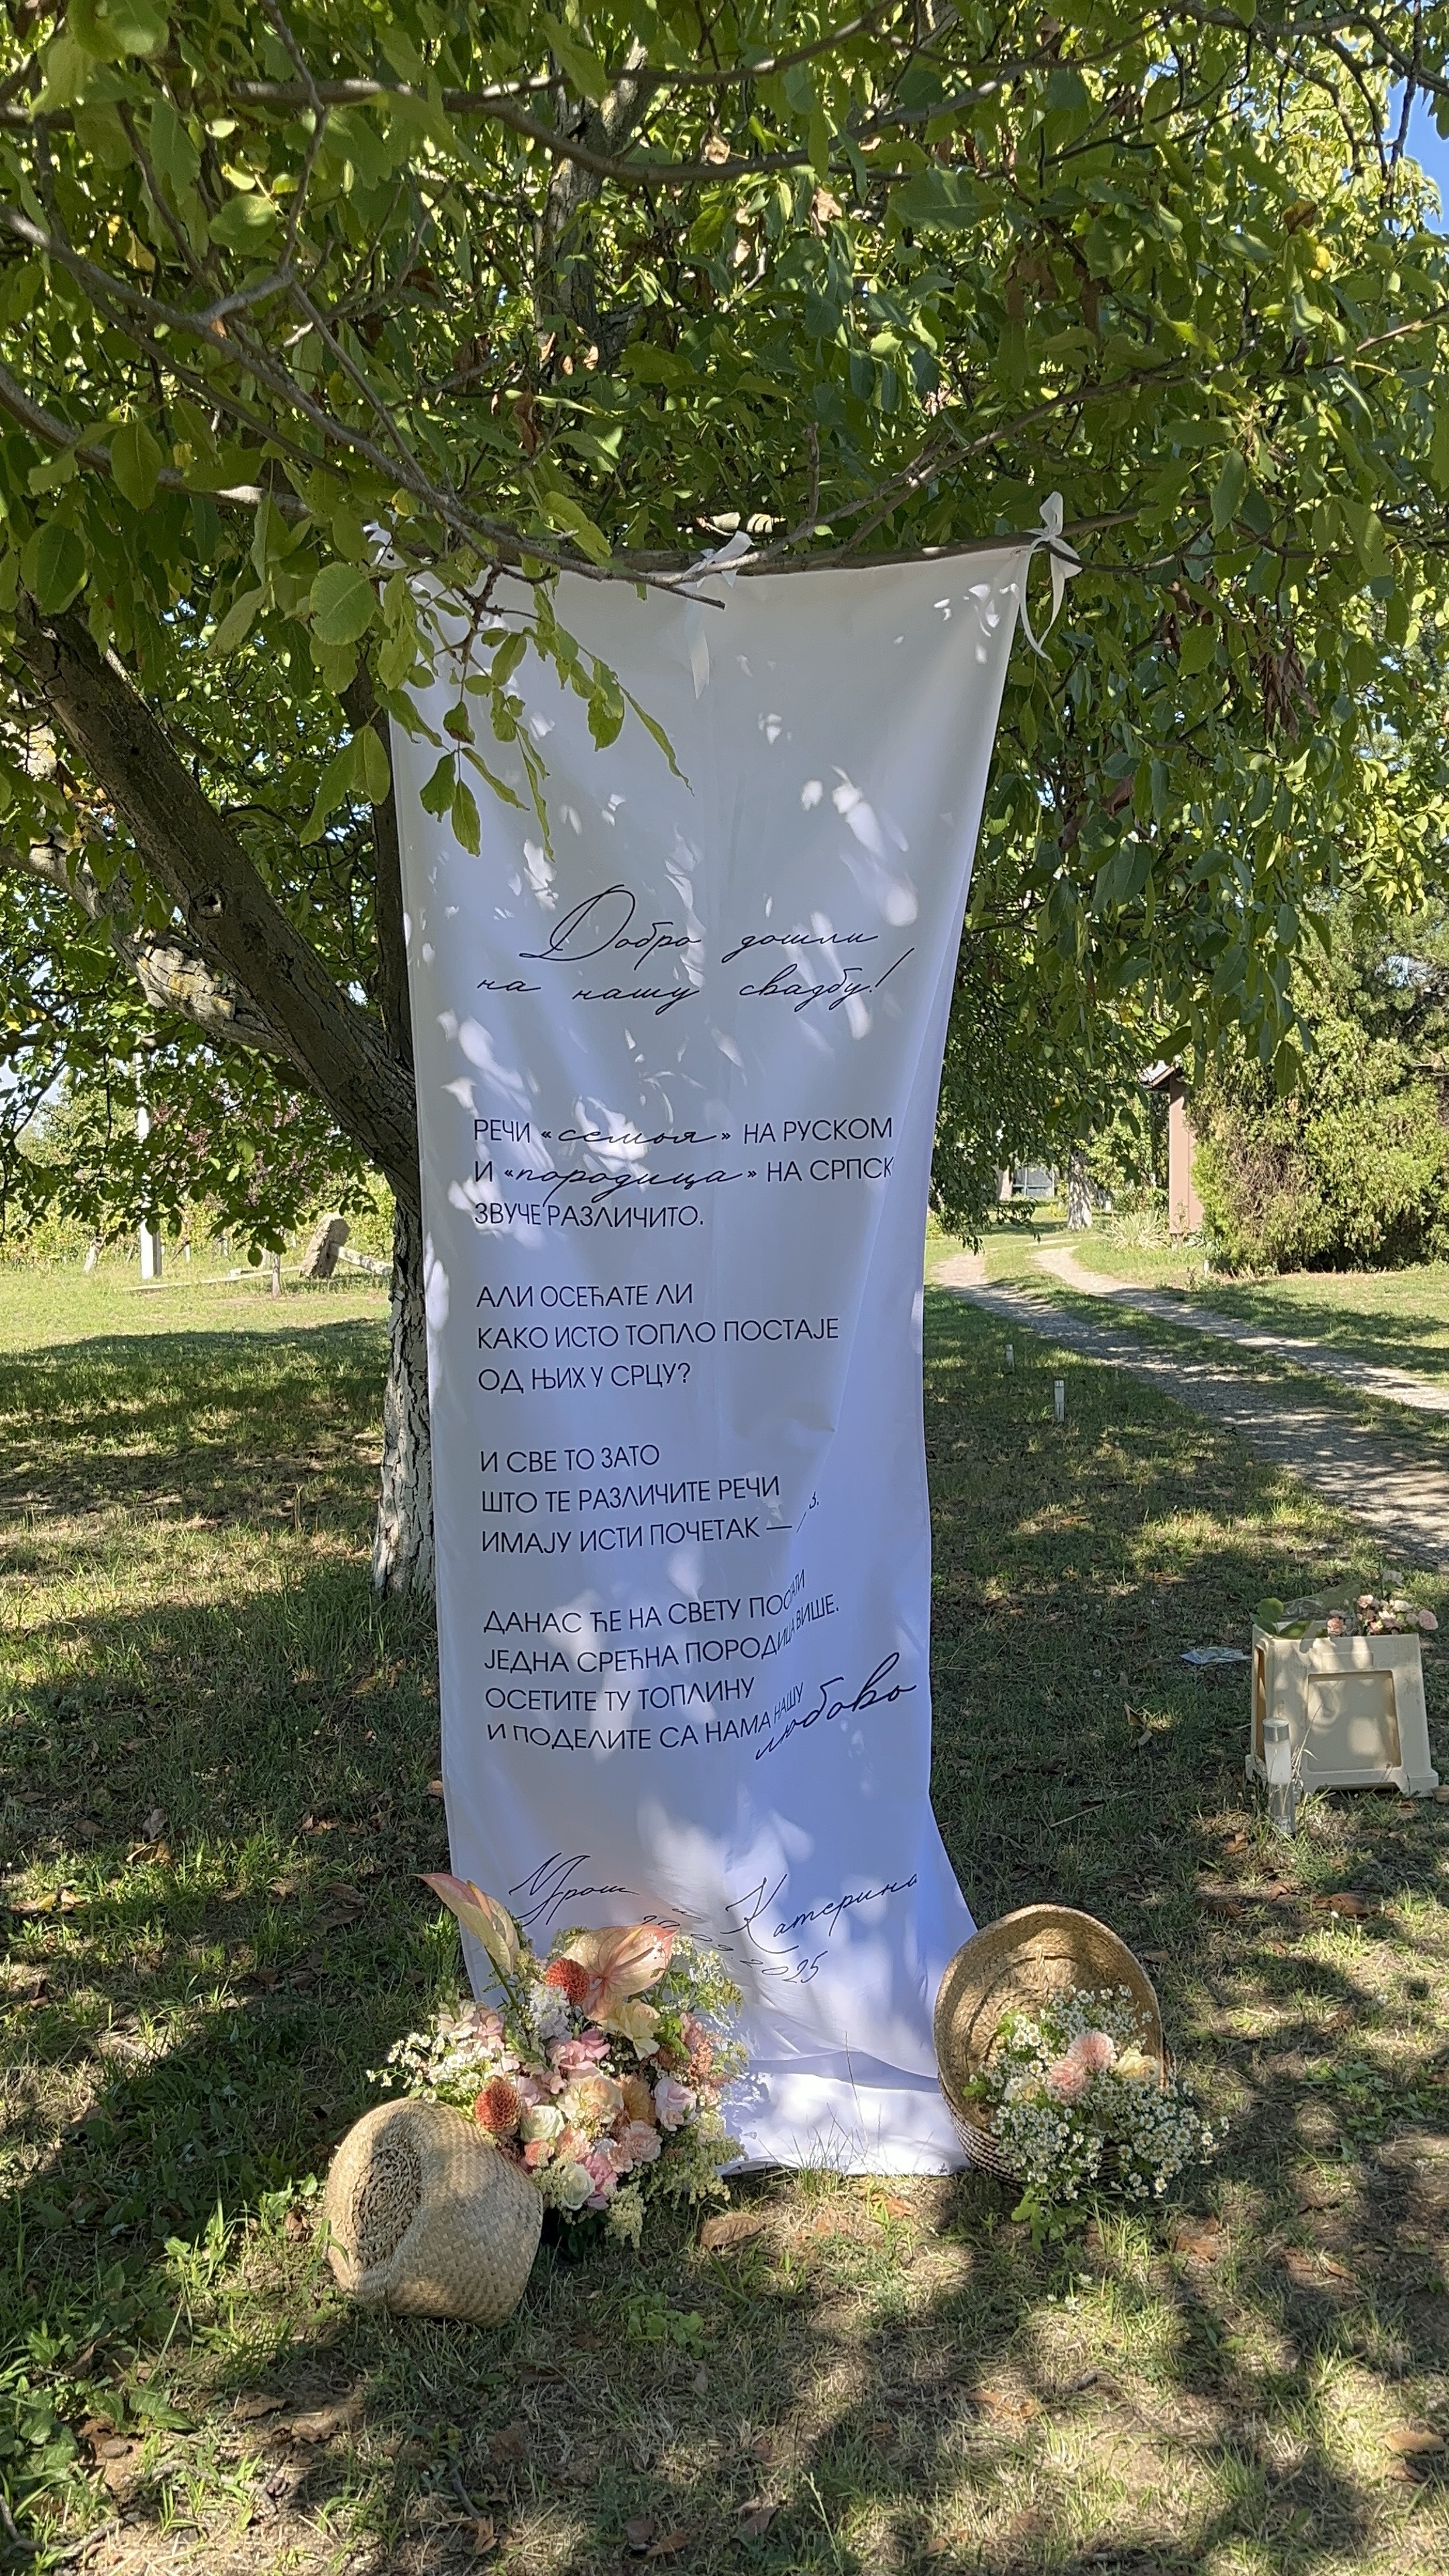 Добро дошли
на нашу свадбу!
РЕЧИ «семья» НА РУСКОМ
И «породица» НА СРПСК
ЗВУЧЕ РАЗЛИЧИТО.
АЛИ ОСЕЋАТЕ ЛИ
КАКО ИСТО ТОПЛО ПОСТАЈЕ
ОД ЊИХ У СРЦУ?
И СВЕ ТО ЗАТО
ШТО ТЕ РАЗЛИЧИТЕ РЕЧИ
ИМАЈУ ИСТИ ПОЧЕТАК —
ДАНАС ЋЕ НА СВЕТУ
ЈЕДНА СРЕЋНА ПОРОДИЦА ВИШЕ.
ОСЕТИТЕ ТУ ТОПЛИНУ
И ПОДЕЛИТЕ СА НАМА НАШУ
љубовь
Урош и Катерина
2025